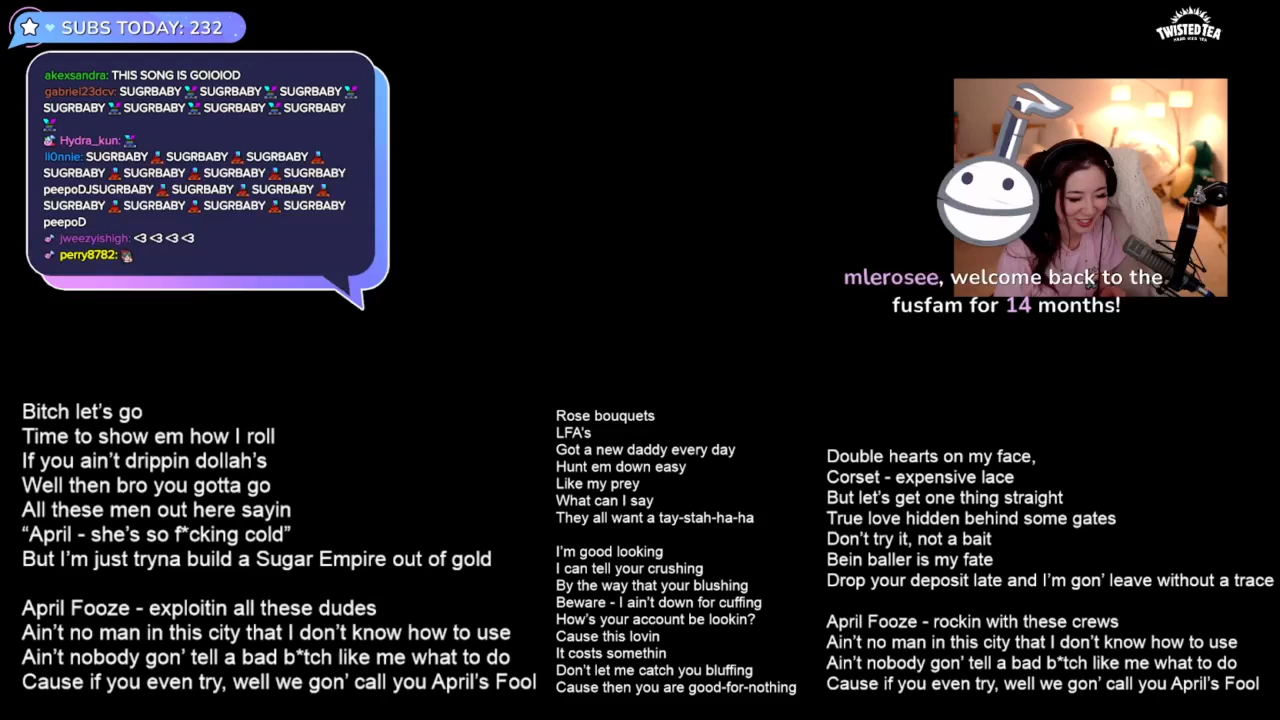 SUBS TODAY: 232
akexsandra: THIS SONG IS GOIOIOD
gabriel23dcv: SUGRBABY SUGRBABY SUGRBABY
SUGRBABY SUGRBABY SUGRBABY SUGRBABY
Hydra_kun:
ll0nnie: SUGRBABY SUGRBABY SUGRBABY
SUGRBABY SUGRBABY SUGRBABY SUGRBABY
peepoDJSUGRBABY SUGRBABY SUGRBABY
SUGRBABY SUGRBABY SUGRBABY SUGRBABY
peepoD
jweezyishigh: <3 <3 <3 <3
perry8782:
TWISTED TEA
HARD ICED TEA
mlerosee, welcome back to the
fusfam for 14 months!
Bitch let's go
Time to show em how I roll
If you ain't drippin dollah's
Well then bro you gotta go
All these men out here sayin
“April - she's so f*cking cold”
But I'm just tryna build a Sugar Empire out of gold
April Fooze - exploitin all these dudes
Ain't no man in this city that I don't know how to use
Ain't nobody gon' tell a bad b*tch like me what to do
Cause if you even try, well we gon' call you April's Fool
Rose bouquets
LFA's
Got a new daddy every day
Hunt em down easy
Like my prey
What can I say
They all want a tay-stah-ha-ha
I'm good looking
I can tell your crushing
By the way that your blushing
Beware - I ain't down for cuffing
How's your account be lookin?
Cause this lovin
It costs somethin
Don't let me catch you bluffing
Cause then you are good-for-nothing
Double hearts on my face,
Corset - expensive lace
But let's get one thing straight
True love hidden behind some gates
Don't try it, not a bait
Bein baller is my fate
Drop your deposit late and I'm gon' leave without a trace
April Fooze - rockin with these crews
Ain't no man in this city that I don't know how to use
Ain't nobody gon' tell a bad b*tch like me what to do
Cause if you even try, well we gon' call you April's Fool